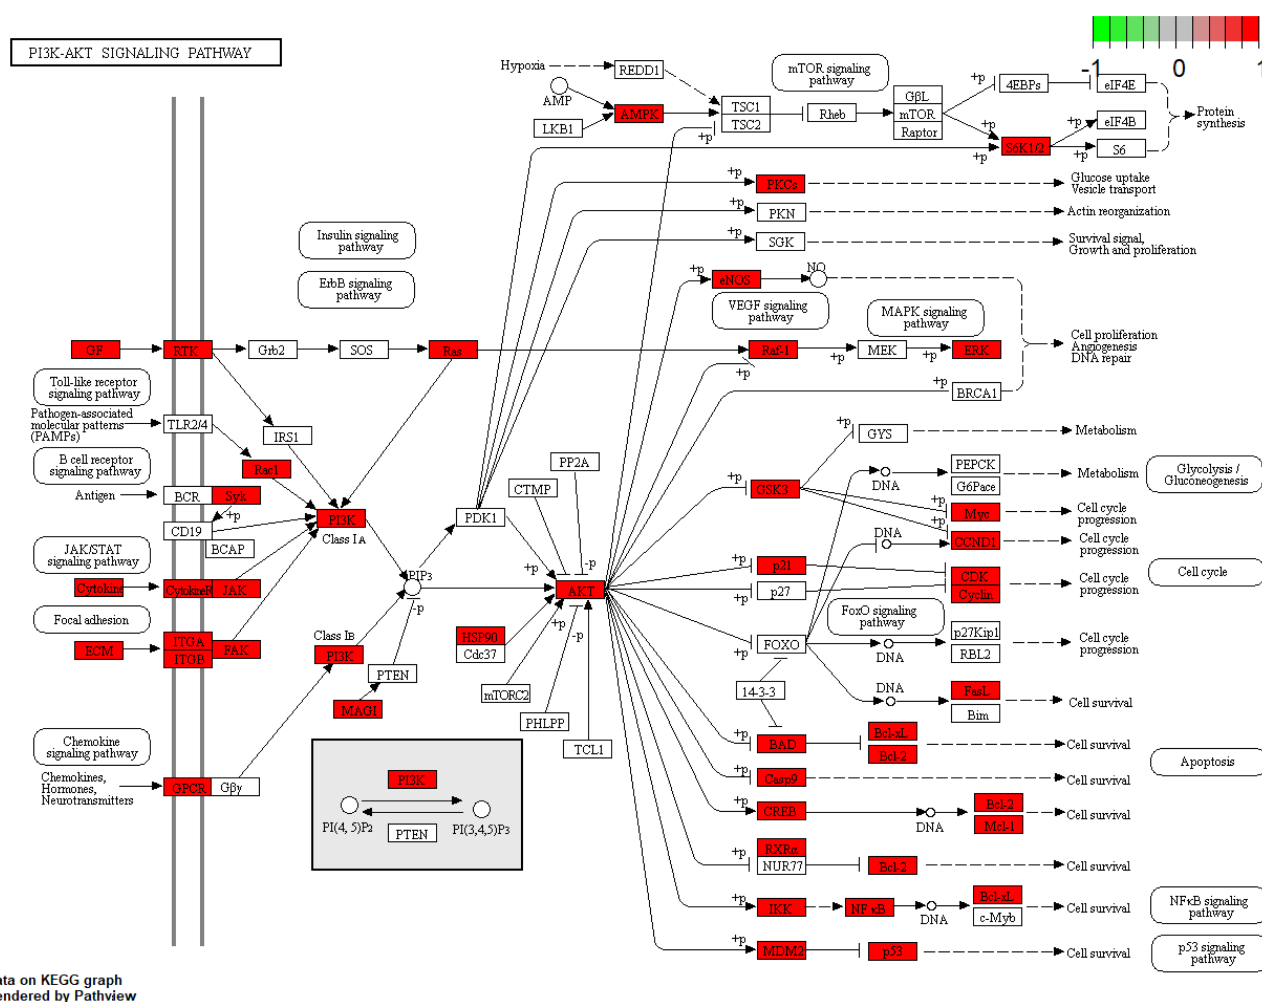 PI3K-AKT SIGNALING PATHWAY
-1
0
1
Hypoxia
REDD1
AMP
LKB1
AMPK
TSC1
TSC2
+p
Rheb
mTOR signaling
pathway
GβL
mTOR
Raptor
+p
4EBPs
eIF4E
+p
S6K1/2
+p
+p
eIF4B
+p
S6
Protein
synthesis
+p
PKCs
Glucose uptake
Vesicle transport
+p
PKN
Actin reorganization
+p
SGK
Survival signal,
Growth and proliferation
Insulin signaling
pathway
ErbB signaling
pathway
+p
eNOS
NO
VEGF signaling
pathway
MAPK signaling
pathway
GF
RTK
Grb2
SOS
Ras
Raf-1
+p
+p
MEK
+p
ERK
Cell proliferation
Angiogenesis
DNA repair
+p
BRCA1
Toll-like receptor
signaling pathway
Pathogen-associated
molecular patterns
(PAMPs)
TLR2/4
IRS1
Rac1
B cell receptor
signaling pathway
Antigen
BCR
Syk
+p
CD19
BCAP
PI3K
Class IA
JAK/STAT
signaling pathway
Cytokine
CytokineR
JAK
Focal adhesion
ECM
ITGA
ITGB
FAK
Class IB
PI3K
PIP3
-p
PTEN
MAGI
PDK1
CTMP
PP2A
+p
-p
AKT
HSP90
Cdc37
+p
-p
mTORC2
PHLPP
TCL1
+p
GYS
Metabolism
GSK3
DNA
PEPCK
G6Pace
Metabolism
Glycolysis /
Gluconeogenesis
+p
Myc
Cell cycle
progression
+p
DNA
CCND1
Cell cycle
progression
+p
p21
+p
p27
CDK
Cyclin
Cell cycle
progression
Cell cycle
FoxO signaling
pathway
+p
FOXO
DNA
p27Kip1
RBL2
Cell cycle
progression
14-3-3
DNA
FasL
Bim
Cell survival
+p
BAD
Bcl-xL
Bcl-2
Cell survival
Apoptosis
+p
Casp9
Cell survival
+p
CREB
DNA
Bcl-2
Mcl-1
Cell survival
+p
RXRα
NUR77
Bcl-2
Cell survival
+p
IKK
NFκB
DNA
Bcl-xL
c-Myb
Cell survival
NFκB signaling
pathway
+p
MDM2
p53
Cell survival
p53 signaling
pathway
Chemokine
signaling pathway
Chemokines,
Hormones,
Neurotransmitters
GPCR
Gβγ
PI3K
PI(4, 5)P2
PI(3,4,5)P3
PTEN
ata on KEGG graph
endered by Pathview